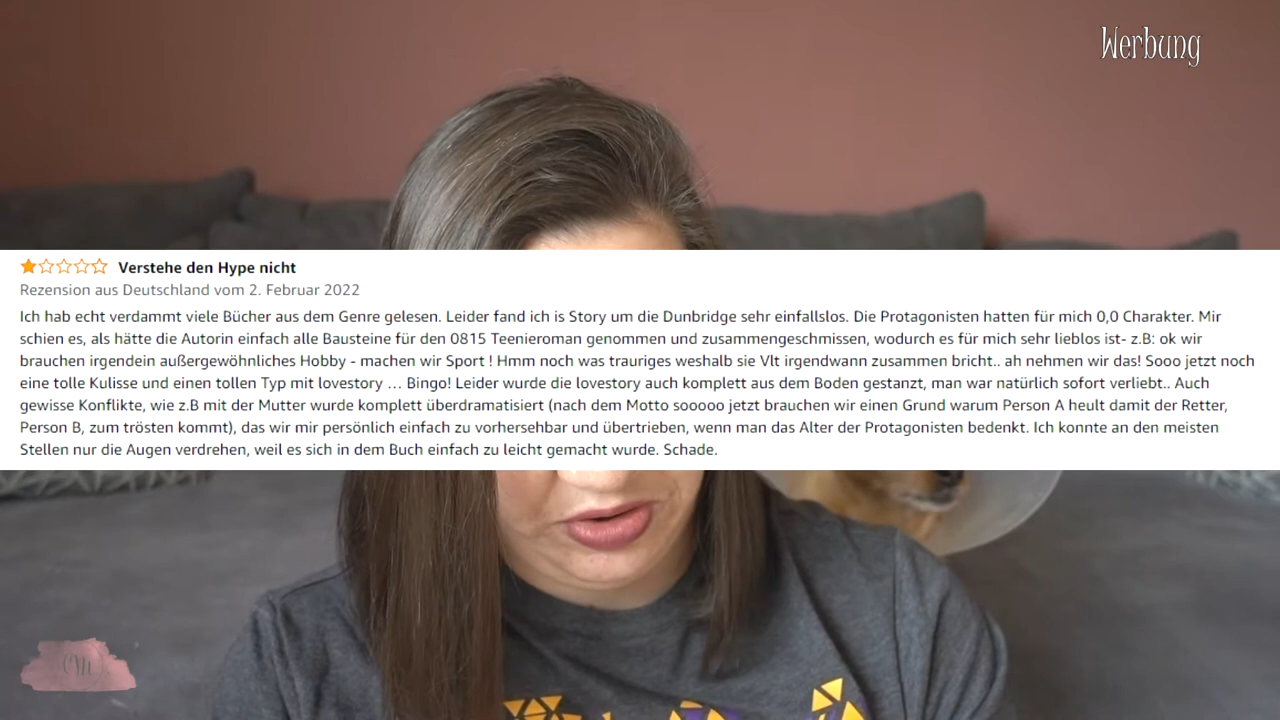 Werbung
Verstehe den Hype nicht
Rezension aus Deutschland vom 2. Februar 2022
Ich hab echt verdammt viele Bücher aus dem Genre gelesen. Leider fand ich is Story um die Dunbridge sehr einfallslos. Die Protagonisten hatten für mich 0,0 Charakter. Mir
schien es, als hätte die Autorin einfach alle Bausteine für den 0815 Teenieroman genommen und zusammengeschmissen, wodurch es für mich sehr lieblos ist- z.B: ok wir
brauchen irgendein außergewöhnliches Hobby - machen wir Sport ! Hmm noch was trauriges weshalb sie Vlt irgendwann zusammen bricht.. ah nehmen wir das! Sooo jetzt noch
eine tolle Kulisse und einen tollen Typ mit lovestory … Bingo! Leider wurde die lovestory auch komplett aus dem Boden gestanzt, man war natürlich sofort verliebt.. Auch
gewisse Konflikte, wie z.B mit der Mutter wurde komplett überdramatisiert (nach dem Motto sooooo jetzt brauchen wir einen Grund warum Person A heult damit der Retter,
Person B, zum trösten kommt), das wir mir persönlich einfach zu vorhersehbar und übertrieben, wenn man das Alter der Protagonisten bedenkt. Ich konnte an den meisten
Stellen nur die Augen verdrehen, weil es sich in dem Buch einfach zu leicht gemacht wurde. Schade.